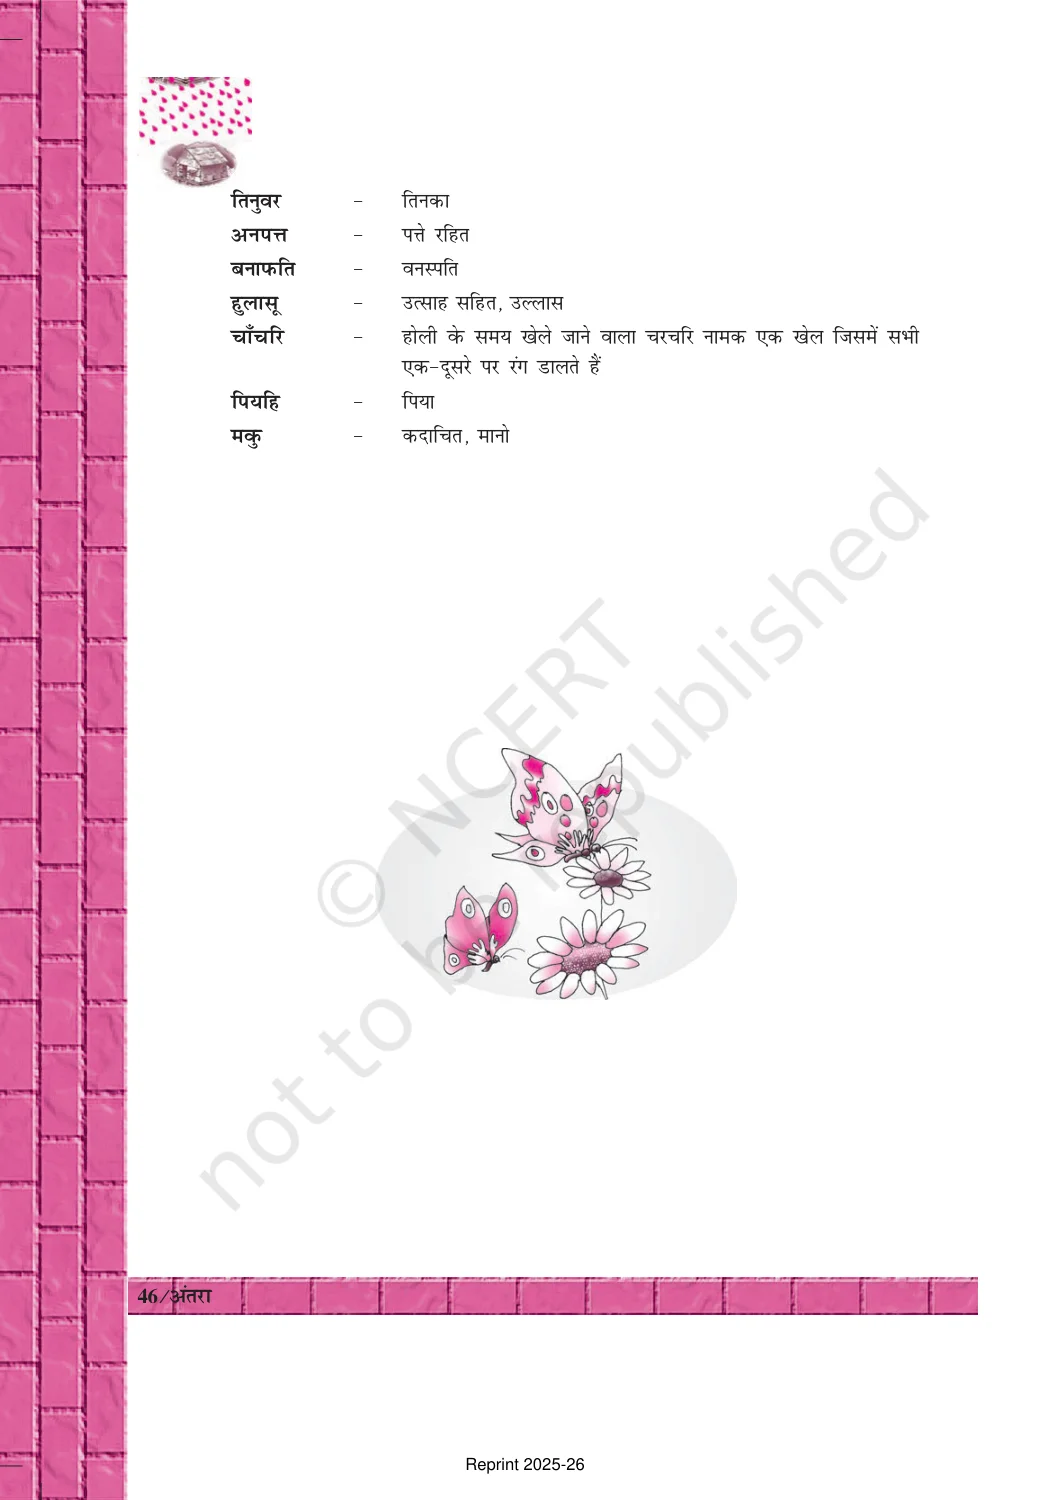 तिनुवर – तिनका
अनपत्त – पत्ते रहित
बनाफति – वनस्पति
हुलासू – उत्साह सहित, उल्लास
चाँचरि – होली के समय खेले जाने वाला चरचरि नामक एक खेल जिसमें सभी
एक-दूसरे पर रंग डालते हैं
पियहि – पिया
मकु – कदाचित, मानो
© NCERT
not to be republished
46/अंतरा
Reprint 2025-26